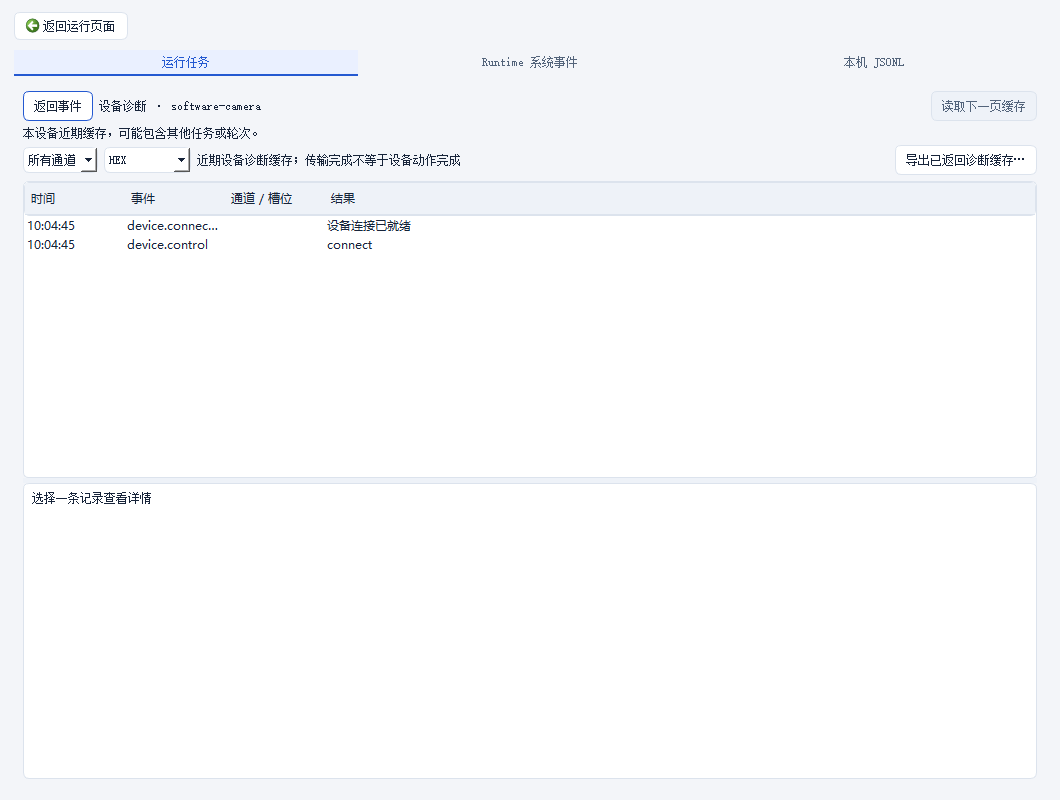 返回运行页面
运行任务 Runtime 系统事件 本机 JSONL
返回事件 设备诊断 · software-camera 读取下一页缓存
本设备近期缓存，可能包含其他任务或轮次。
所有通道 HEX 近期设备诊断缓存；传输完成不等于设备动作完成 导出已返回诊断缓存…
时间 事件 通道 / 槽位 结果
10:04:45 device.connec... 设备连接已就绪
10:04:45 device.control connect
选择一条记录查看详情